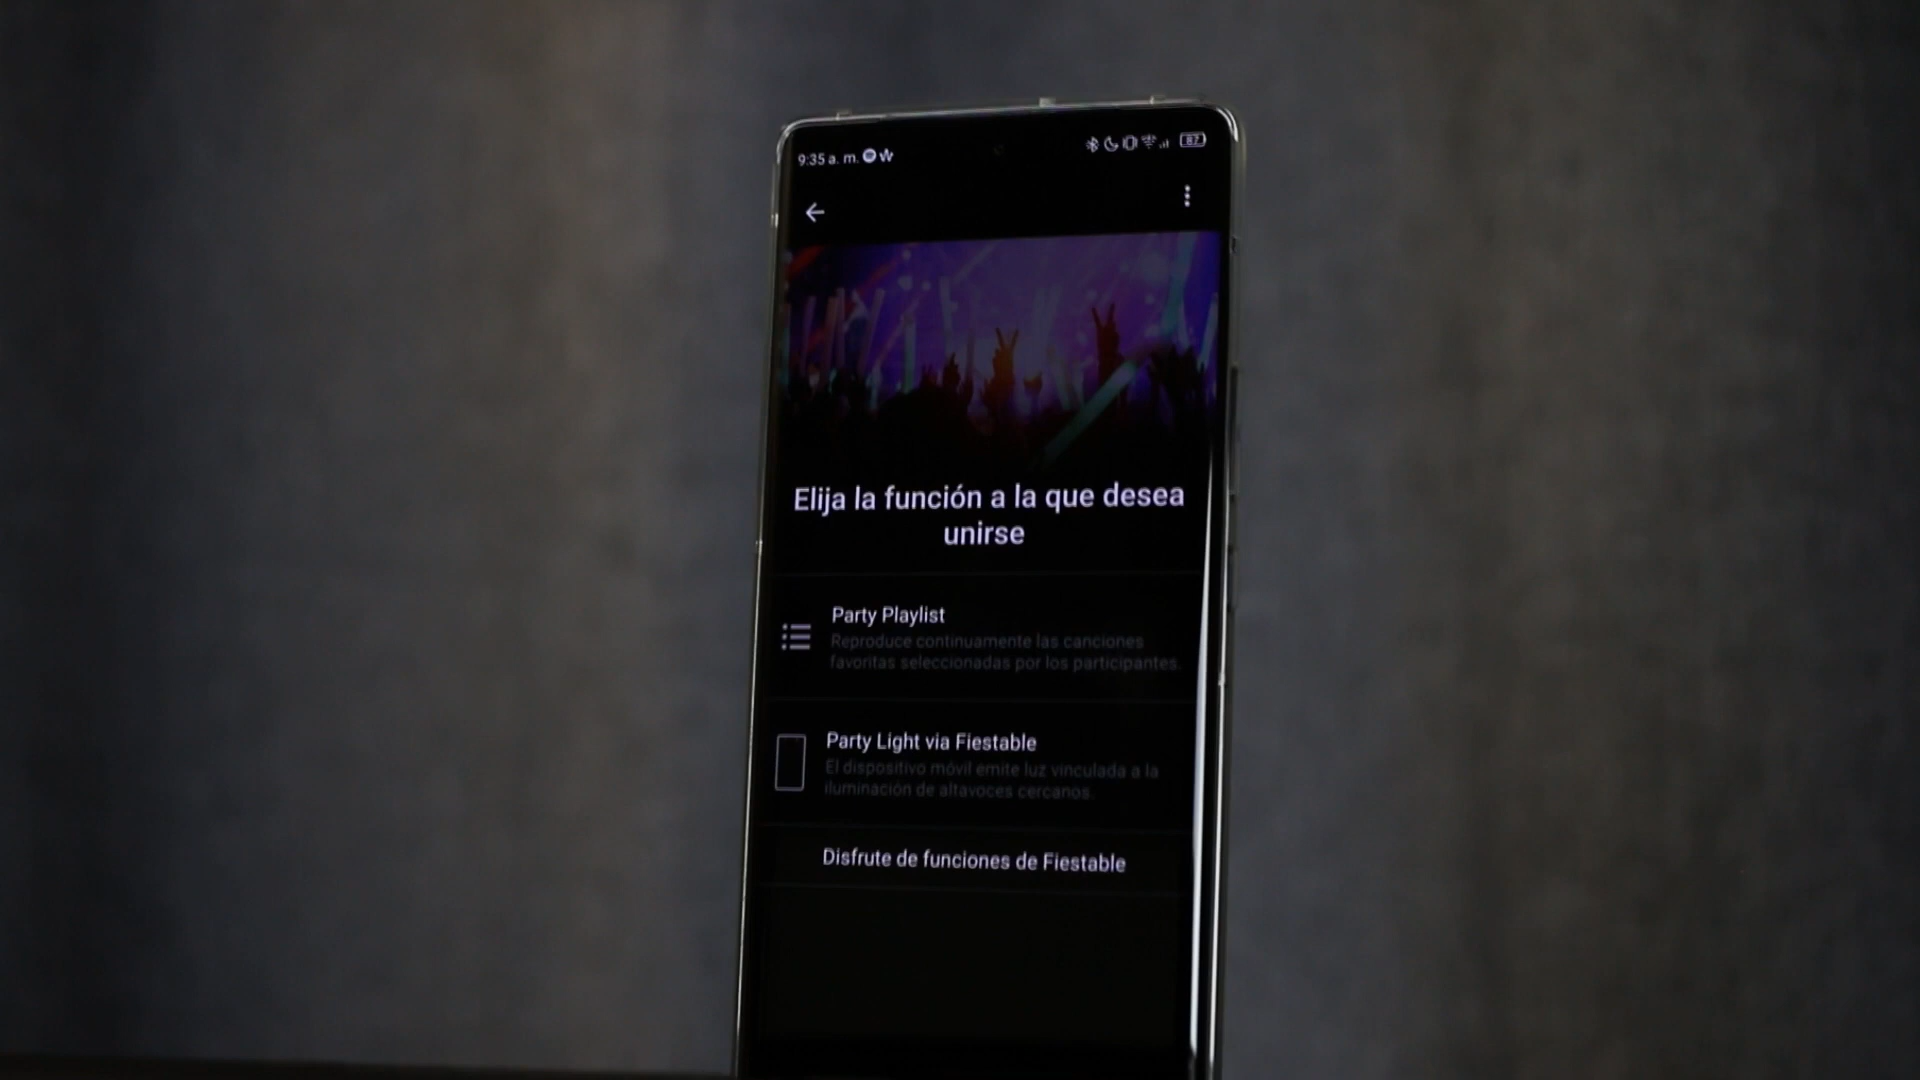 9:35 a. m.
87
Elija la función a la que desea
unirse
Party Playlist
Reproduce continuamente las canciones
favoritas seleccionadas por los participantes.
Party Light via Fiestable
El dispositivo móvil emite luz vinculada a la
iluminación de altavoces cercanos.
Disfrute de funciones de Fiestable